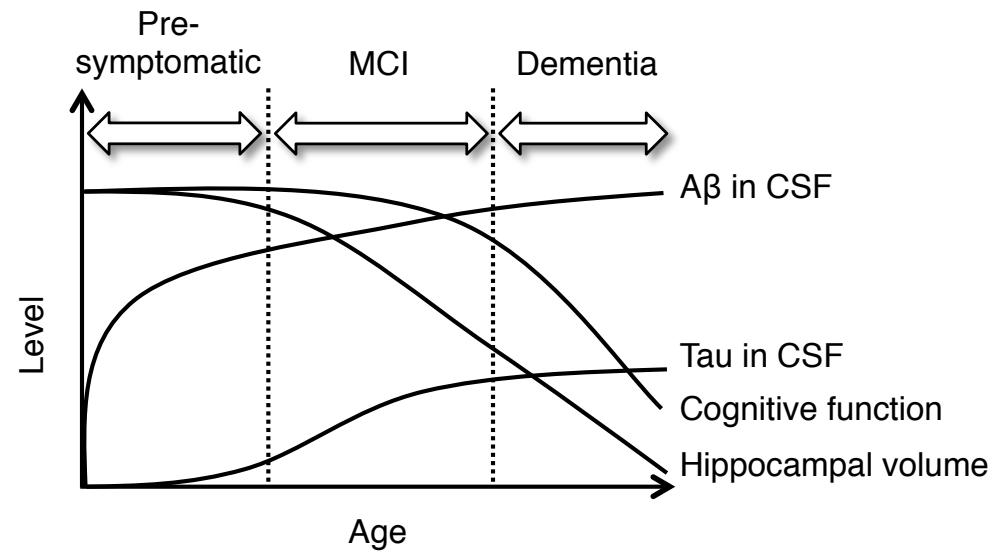 Pre-
symptomatic
MCI
Dementia
Level
Aβ in CSF
Tau in CSF
Cognitive function
Hippocampal volume
Age